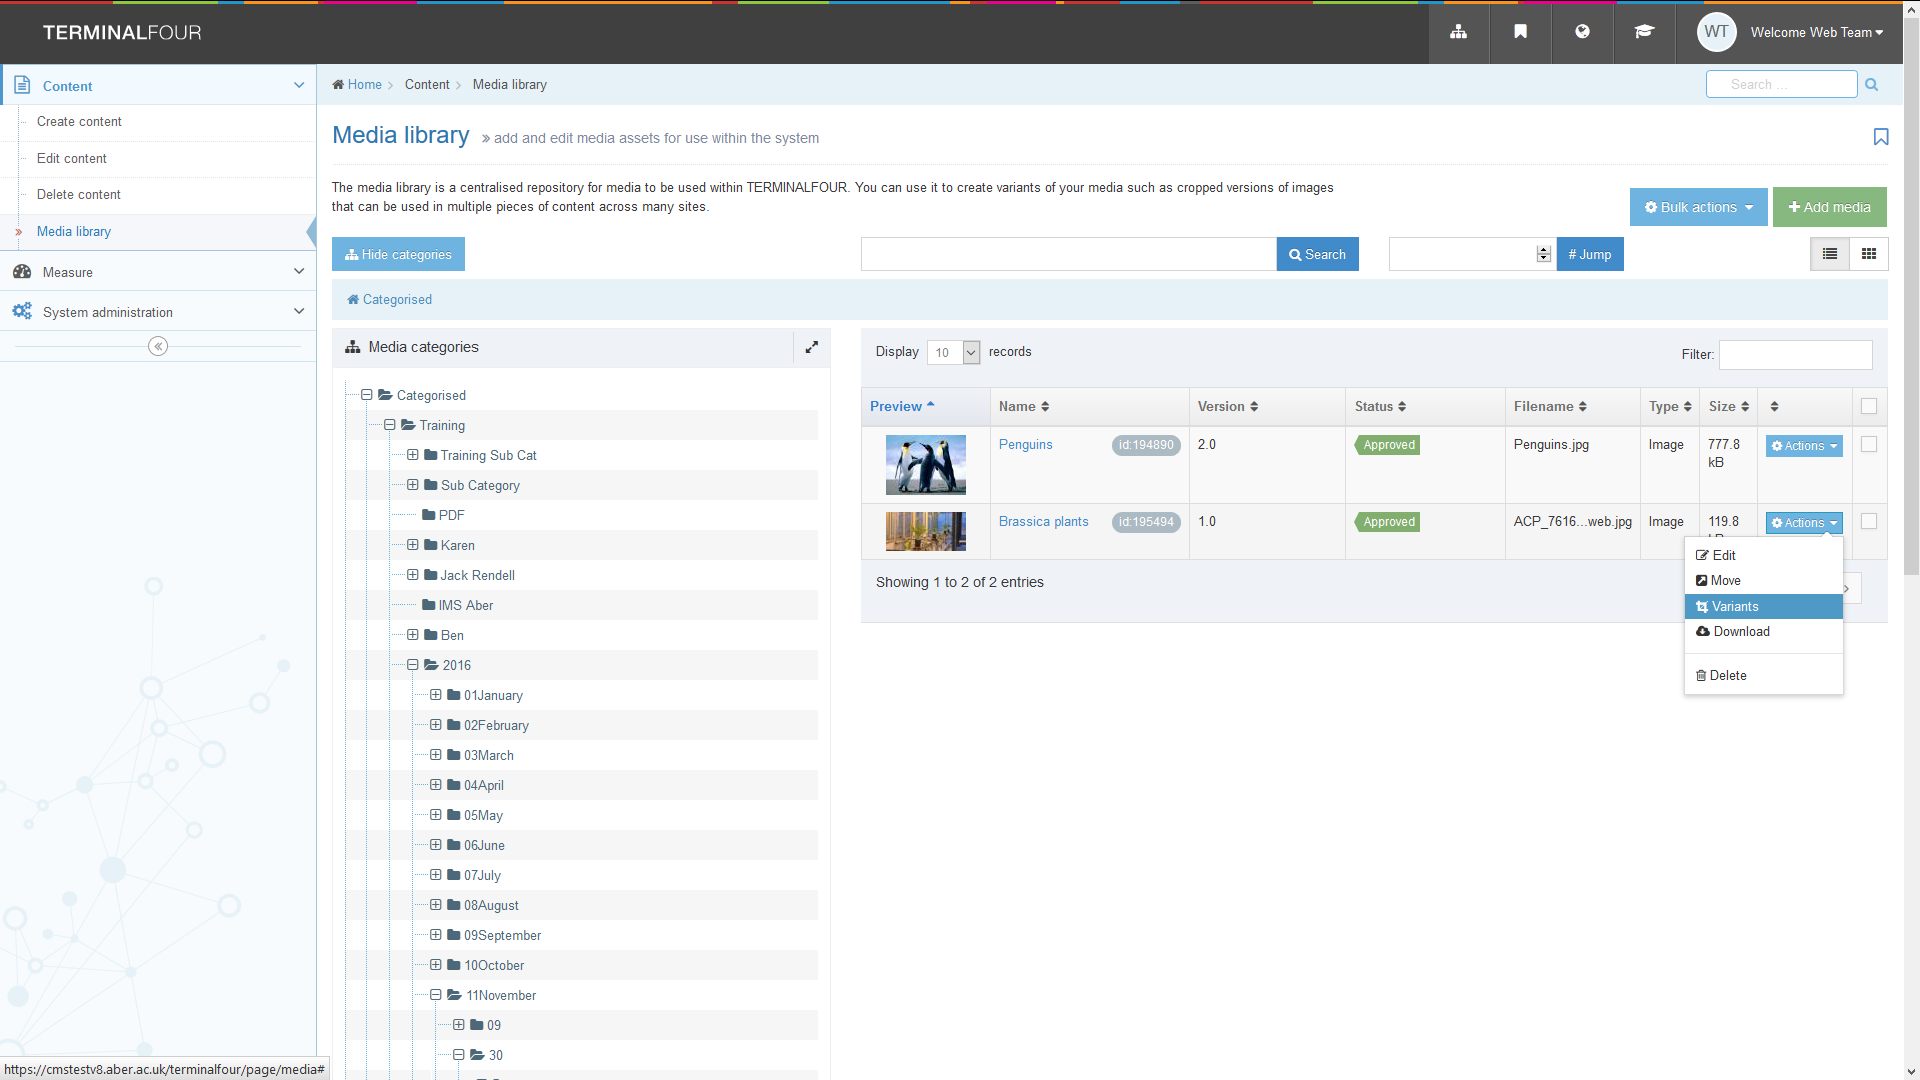 TERMINALFOUR
WT
Welcome Web Team
Content
Create content
Edit content
Delete content
Media library
Measure
System administration
Home
Content
Media library
Search ...
Media library
» add and edit media assets for use within the system
The media library is a centralised repository for media to be used within TERMINALFOUR. You can use it to create variants of your media such as cropped versions of images
that can be used in multiple pieces of content across many sites.
Bulk actions
Add media
Hide categories
Search
# Jump
Categorised
Media categories
Categorised
Training
Training Sub Cat
Sub Category
PDF
Karen
Jack Rendell
IMS Aber
Ben
2016
01January
02February
03March
04April
05May
06June
07July
08August
09September
10October
11November
09
30
Display 10 records
Filter:
Preview Name Version Status Filename Type Size
Penguins id:194890 2.0 Approved Penguins.jpg Image 777.8 Actions
kB
Brassica plants id:195494 1.0 Approved ACP_7616...web.jpg Image 119.8 Actions
Showing 1 to 2 of 2 entries
Edit
Move
Variants
Download
Delete
https://cmstestv8.aber.ac.uk/terminalfour/page/media#